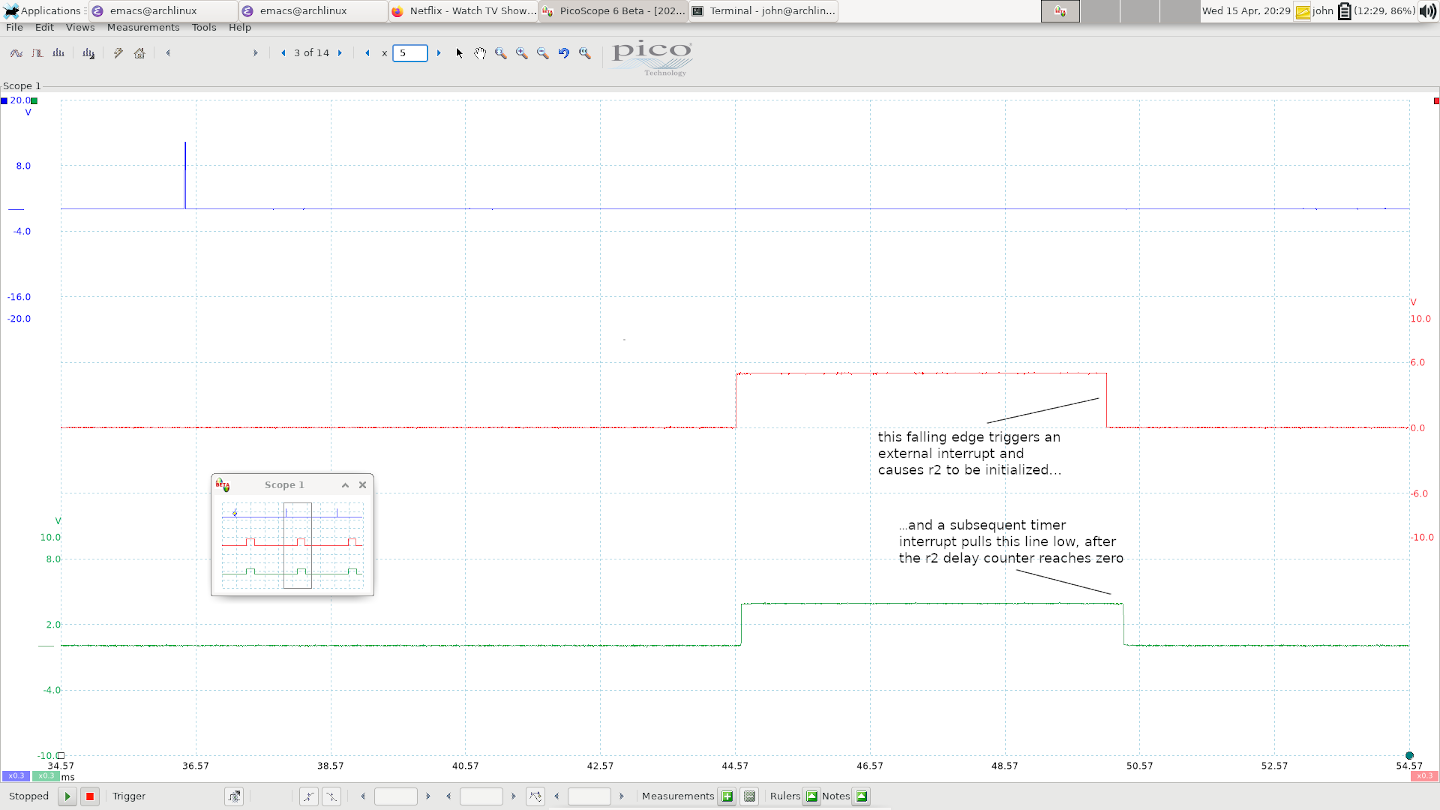 Applications emacs@archlinux emacs@archlinux Netflix - Watch TV Show... PicoScope 6 Beta - [202... Terminal - john@archlin... Wed 15 Apr, 20:29 john (12:29, 86%)
File Edit Views Measurements Tools Help
3 of 14 x 5 pico Technology
Scope 1
20.0
V
8.0
-4.0
-16.0
-20.0
V
10.0
6.0
0.0
-6.0
-10.0
this falling edge triggers an
external interrupt and
causes r2 to be initialized...
BETA Scope 1
...and a subsequent timer
interrupt pulls this line low, after
the r2 delay counter reaches zero
V
10.0
8.0
2.0
-4.0
-10.0
34.57 36.57 38.57 40.57 42.57 44.57 46.57 48.57 50.57 52.57 54.57
x0.3 x0.3 ms x0.3
Stopped Trigger Measurements Rulers Notes